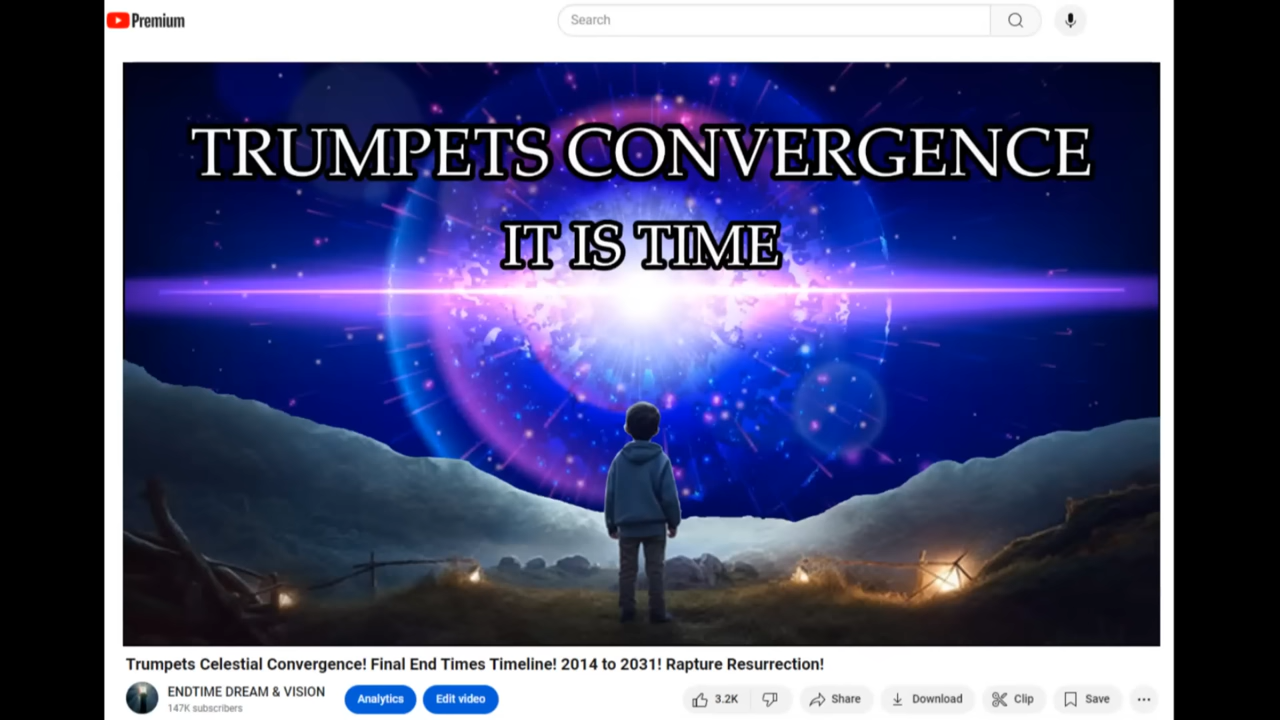 Premium
Search
TRUMPETS CONVERGENCE
IT IS TIME
Trumpets Celestial Convergence! Final End Times Timeline! 2014 to 2031! Rapture Resurrection!
ENDTIME DREAM & VISION
147K subscribers
Analytics
Edit video
3.2K
Share
Download
Clip
Save